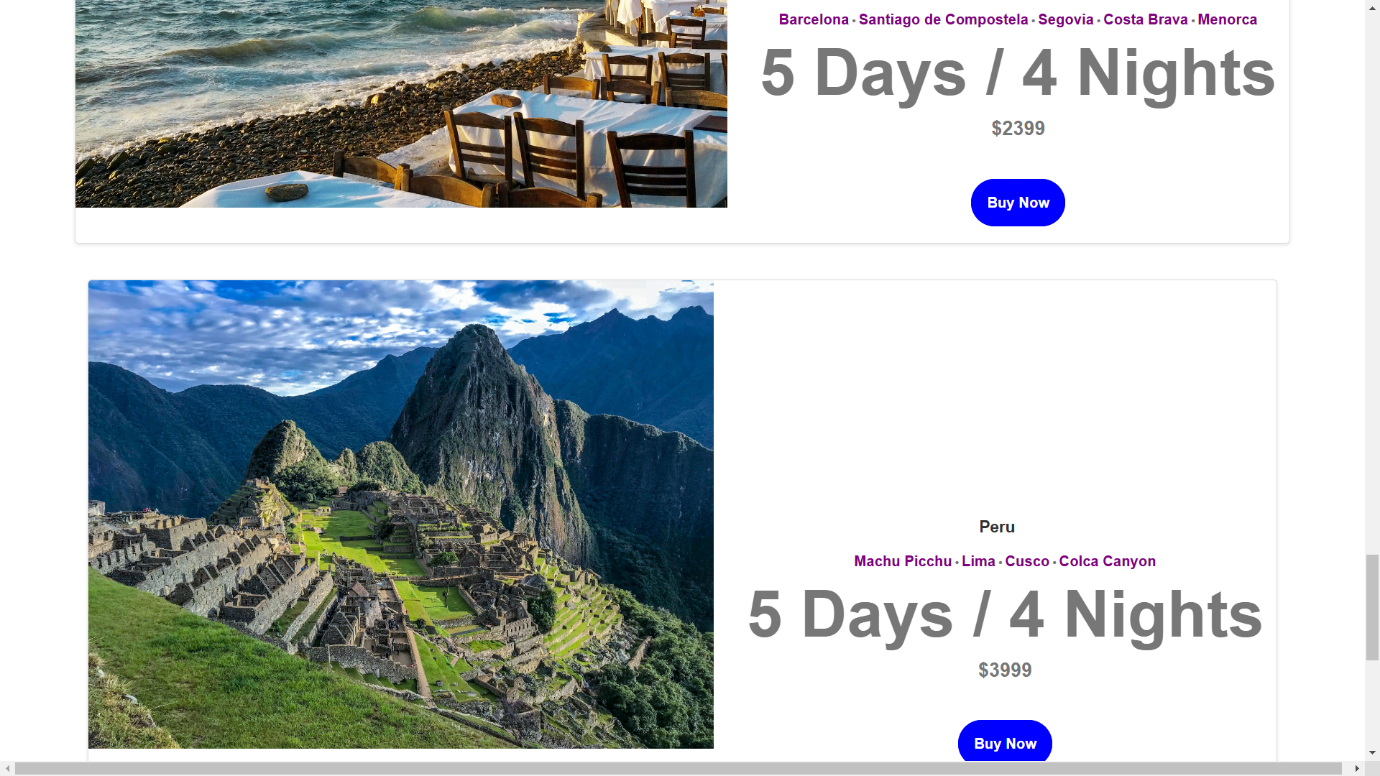 Barcelona • Santiago de Compostela • Segovia • Costa Brava • Menorca
5 Days / 4 Nights
$2399
Buy Now
Peru
Machu Picchu • Lima • Cusco • Colca Canyon
5 Days / 4 Nights
$3999
Buy Now